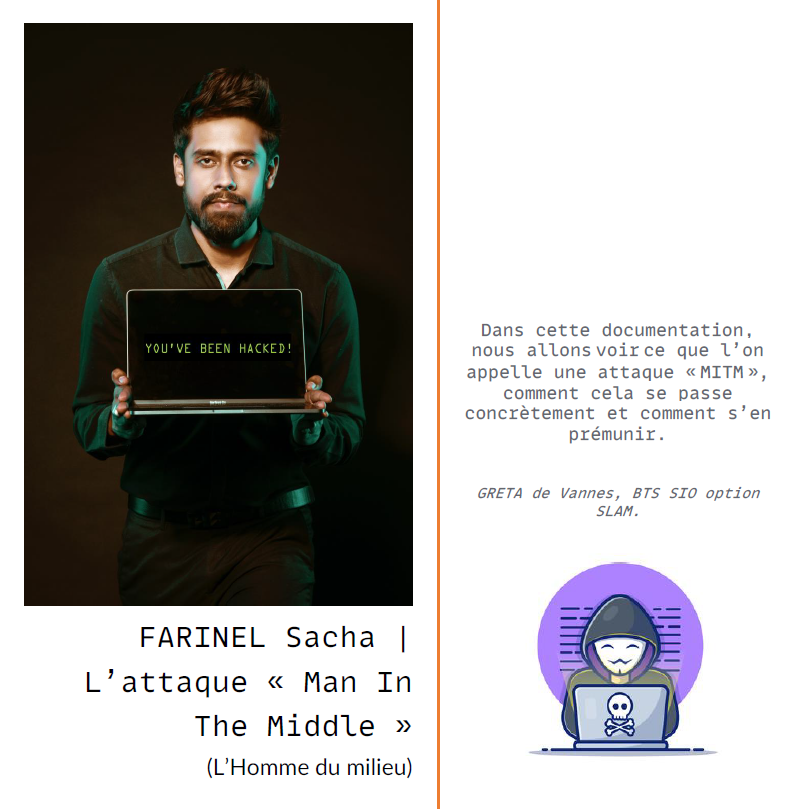 YOU'VE BEEN HACKED!
FARINEL Sacha |
L’attaque « Man In
The Middle »
(L’Homme du milieu)
Dans cette documentation,
nous allons voir ce que l’on
appelle une attaque « MITM »,
comment cela se passe
concrètement et comment s’en
prémunir.
GRETA de Vannes, BTS SIO option
SLAM.